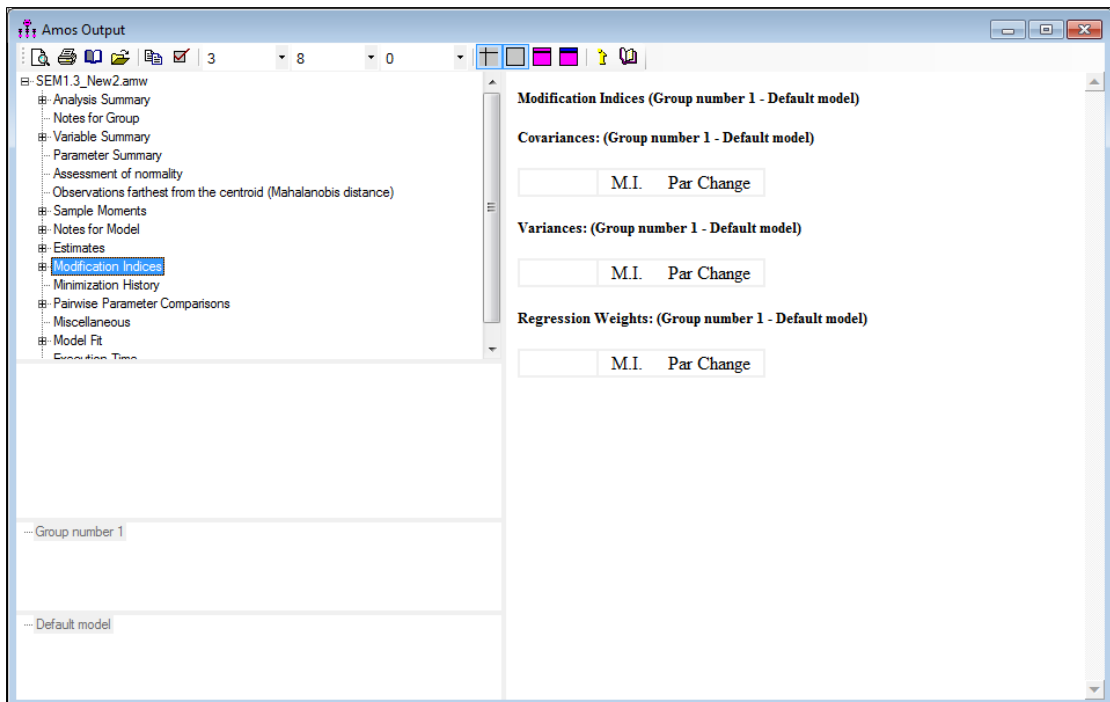 Amos Output
3 8 0
SEM1.3_New2.amw
Analysis Summary
Notes for Group
Variable Summary
Parameter Summary
Assessment of normality
Observations farthest from the centroid (Mahalanobis distance)
Sample Moments
Notes for Model
Estimates
Modification Indices
Minimization History
Pairwise Parameter Comparisons
Miscellaneous
Model Fit
Execution Time
Group number 1
Default model
Modification Indices (Group number 1 - Default model)
Covariances: (Group number 1 - Default model)
M.I. Par Change
Variances: (Group number 1 - Default model)
M.I. Par Change
Regression Weights: (Group number 1 - Default model)
M.I. Par Change